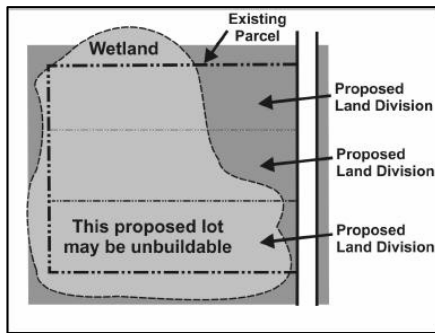 Existing
Parcel
Wetland
Proposed
Land Division
Proposed
Land Division
This proposed lot
may be unbuildable
Proposed
Land Division